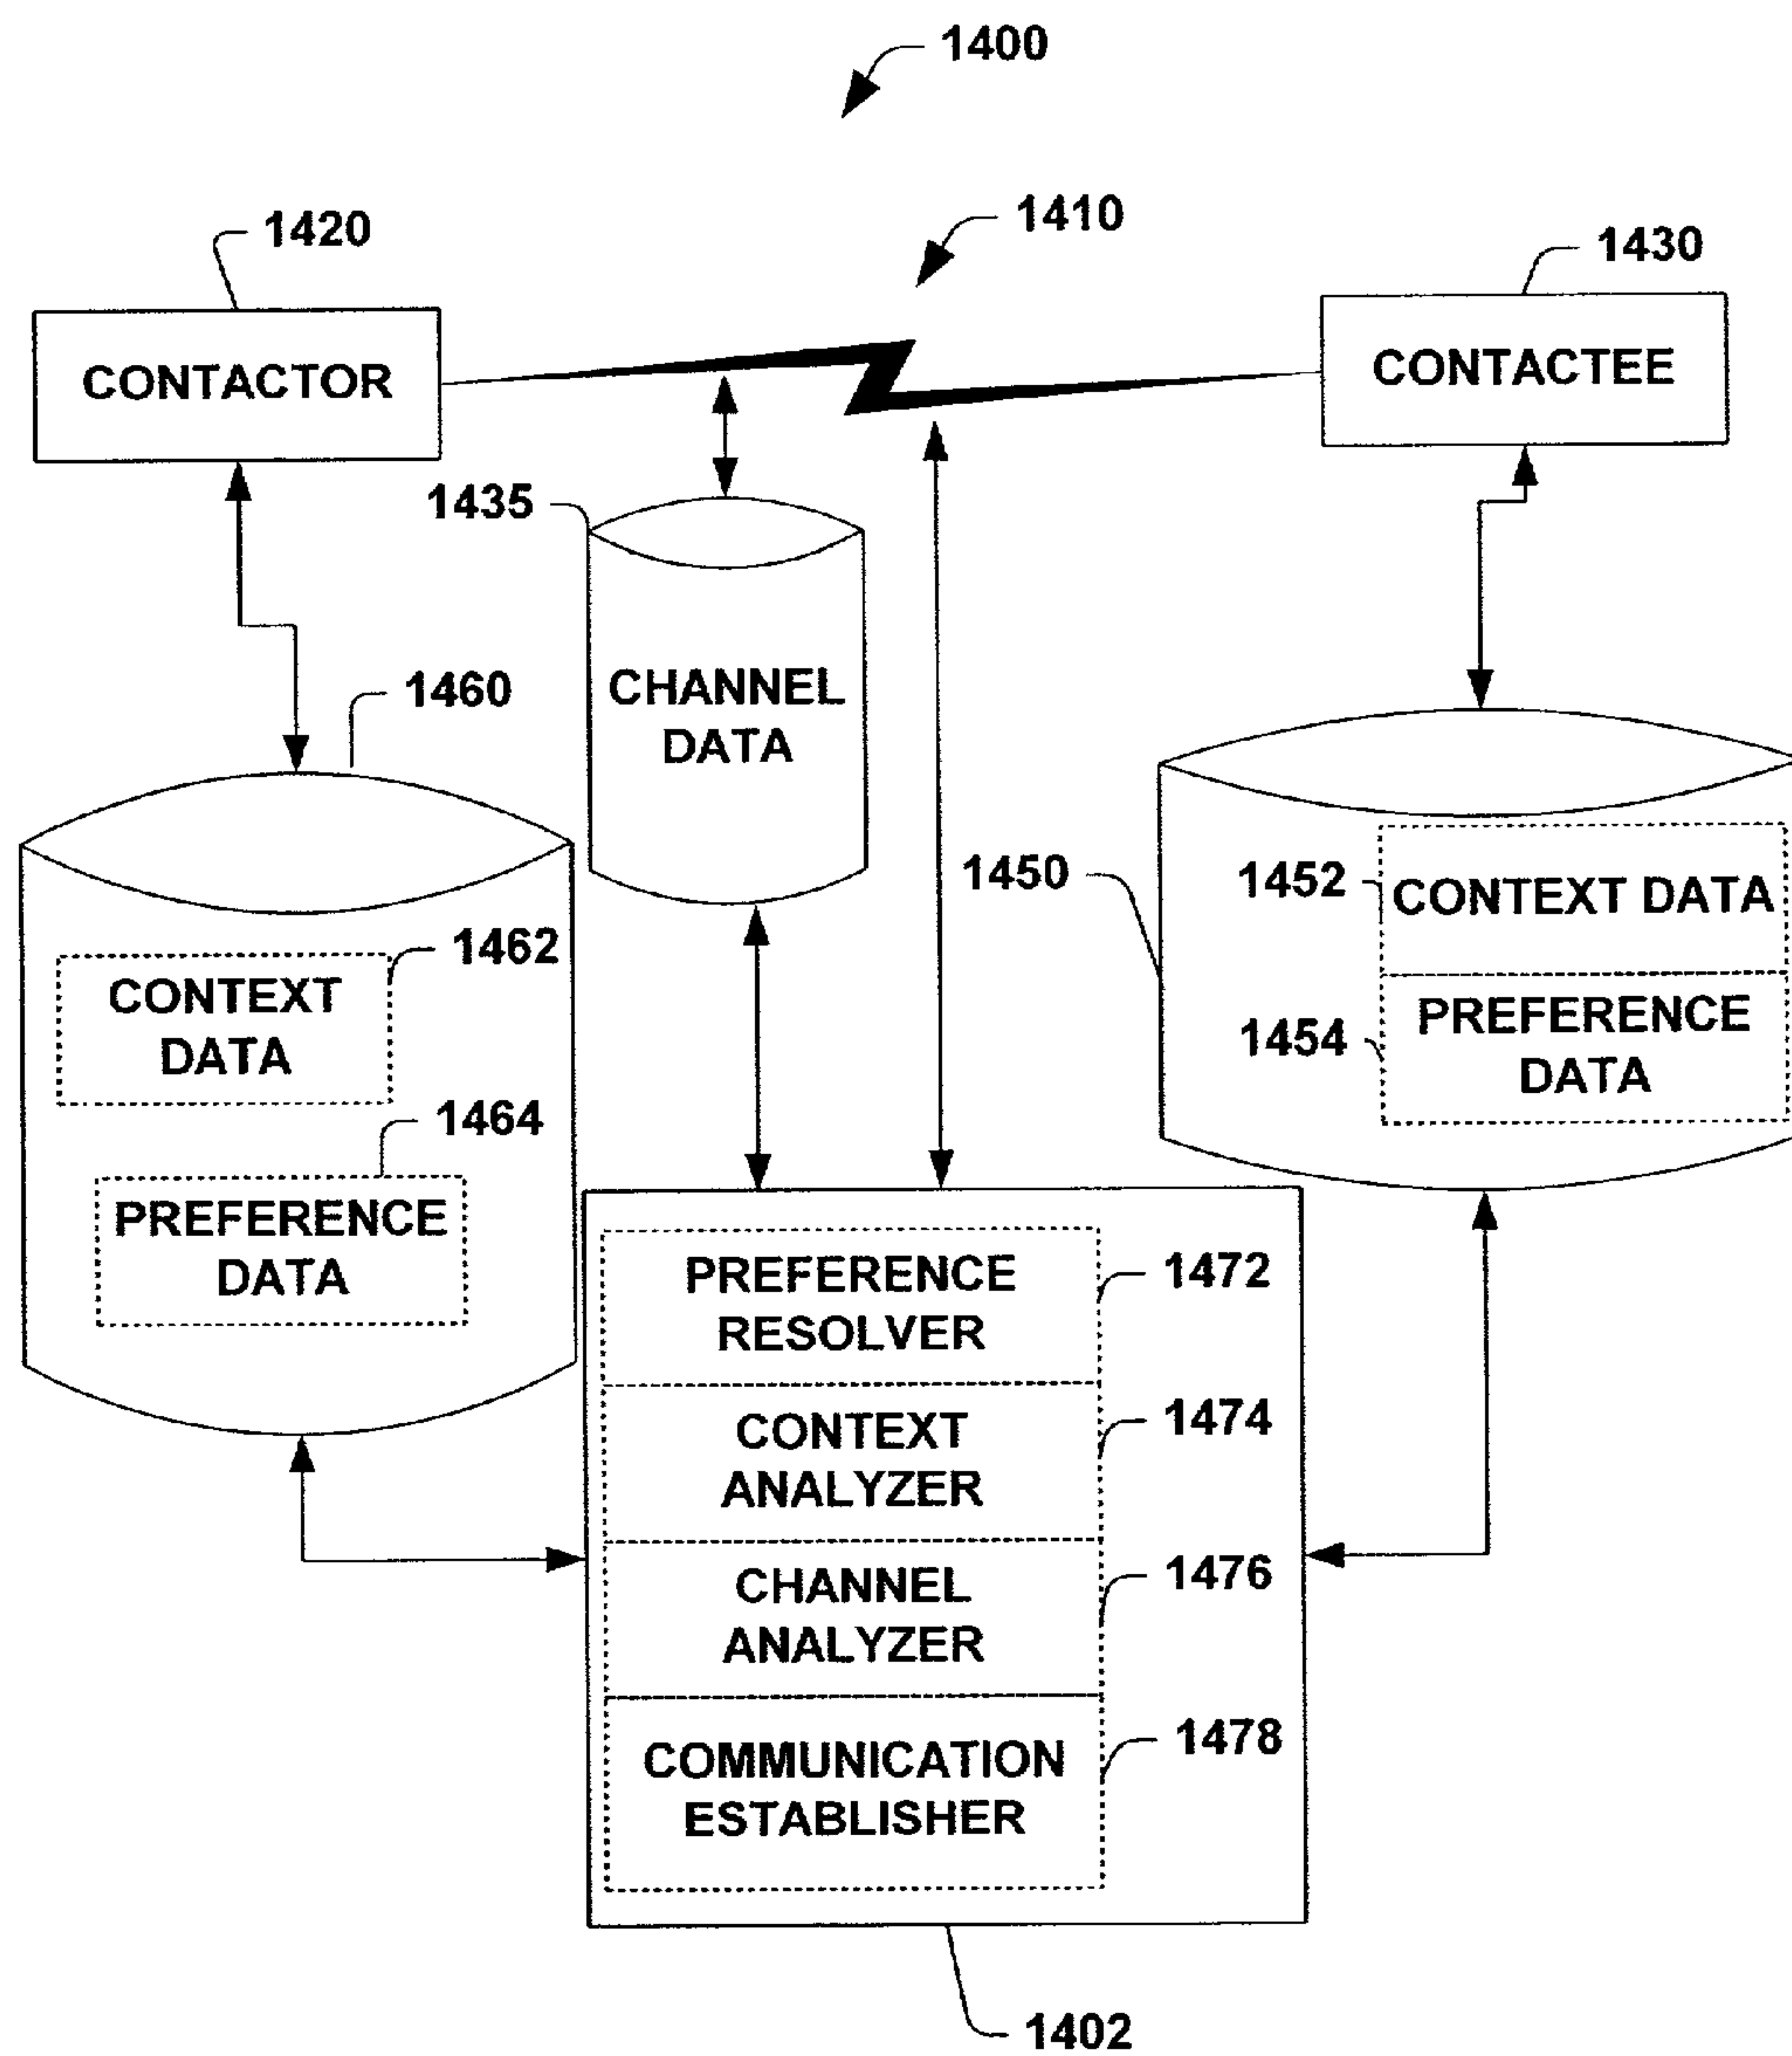 1400
1410
1420
1430
CONTACTOR
CONTACTEE
1435
CHANNEL
DATA
1460
1450
1452
CONTEXT DATA
1462
CONTEXT
DATA
1454
PREFERENCE
DATA
1464
PREFERENCE
DATA
PREFERENCE
RESOLVER
1472
CONTEXT
ANALYZER
1474
CHANNEL
ANALYZER
1476
COMMUNICATION
ESTABLISHER
1478
1402